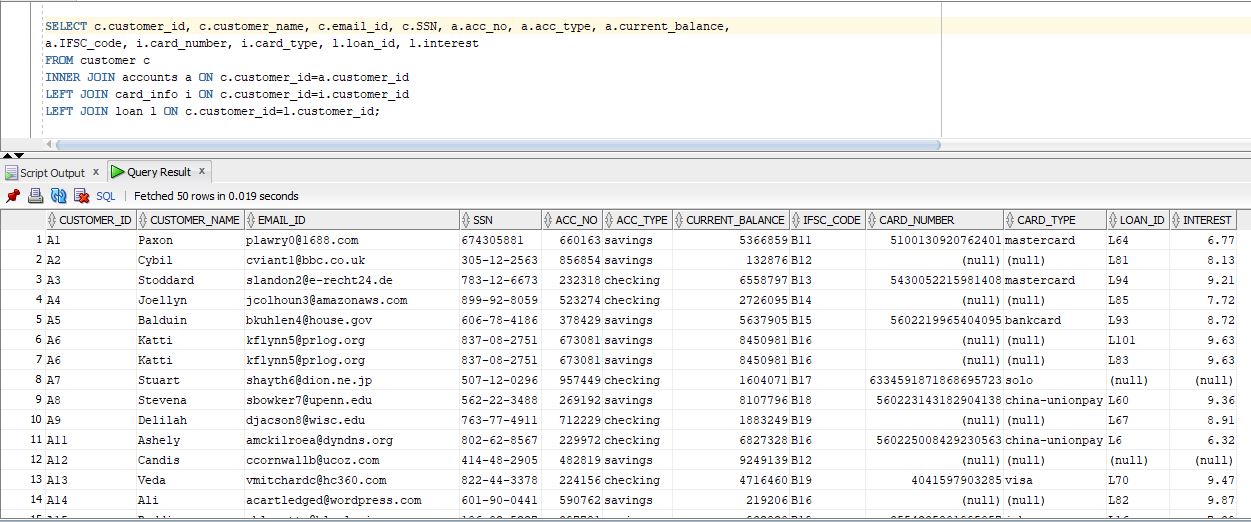 SELECT c.customer_id, c.customer_name, c.email_id, c.SSN, a.acc_no, a.acc_type, a.current_balance,
a.IFSC_code, i.card_number, i.card_type, l.loan_id, l.interest
FROM customer c
INNER JOIN accounts a ON c.customer_id=a.customer_id
LEFT JOIN card_info i ON c.customer_id=i.customer_id
LEFT JOIN loan l ON c.customer_id=l.customer_id;
Script Output x Query Result x
SQL | Fetched 50 rows in 0.019 seconds
CUSTOMER_ID CUSTOMER_NAME EMAIL_ID SSN ACC_NO ACC_TYPE CURRENT_BALANCE IFSC_CODE CARD_NUMBER CARD_TYPE LOAN_ID INTEREST
1 A1 Paxon plawry0@1688.com 674305881 660163 savings 5366859 B11 5100130920762401 mastercard L64 6.77
2 A2 Cybil cviant1@bbc.co.uk 305-12-2563 856854 savings 132876 B12 (null) (null) L81 8.13
3 A3 Stoddard slandon2@e-recht24.de 783-12-6673 232318 checking 6558797 B13 5430052215981408 mastercard L94 9.21
4 A4 Joellyn jcolhoun3@amazonaws.com 899-92-8059 523274 checking 2726095 B14 (null) (null) L85 7.72
5 A5 Balduin bkuhlen4@house.gov 606-78-4186 378429 savings 5637905 B15 5602219965404095 bankcard L93 8.72
6 A6 Katti kflynn5@prlog.org 837-08-2751 673081 savings 8450981 B16 (null) (null) L101 9.63
7 A6 Katti kflynn5@prlog.org 837-08-2751 673081 savings 8450981 B16 (null) (null) L83 9.63
8 A7 Stuart shayth6@dion.ne.jp 507-12-0296 957449 checking 1604071 B17 6334591871868695723 solo (null) (null)
9 A8 Stevena sbowker7@upenn.edu 562-22-3488 269192 savings 8107796 B18 560223143182904138 china-unionpay L60 9.36
10 A9 Delilah djacson8@wisc.edu 763-77-4911 712229 checking 1883249 B19 (null) (null) L67 8.91
11 A11 Ashely amckilroea@dyndns.org 802-62-8567 229972 checking 6827328 B16 560225008429230563 china-unionpay L6 6.32
12 A12 Candis ccornwallb@ucoz.com 414-48-2905 482819 savings 9249139 B12 (null) (null) (null) (null)
13 A13 Veda vmitchardc@hc360.com 822-44-3378 224156 checking 4716460 B19 4041597903285 visa L70 9.47
14 A14 Ali acartledged@wordpress.com 601-90-0441 590762 savings 219206 B16 (null) (null) L82 9.87